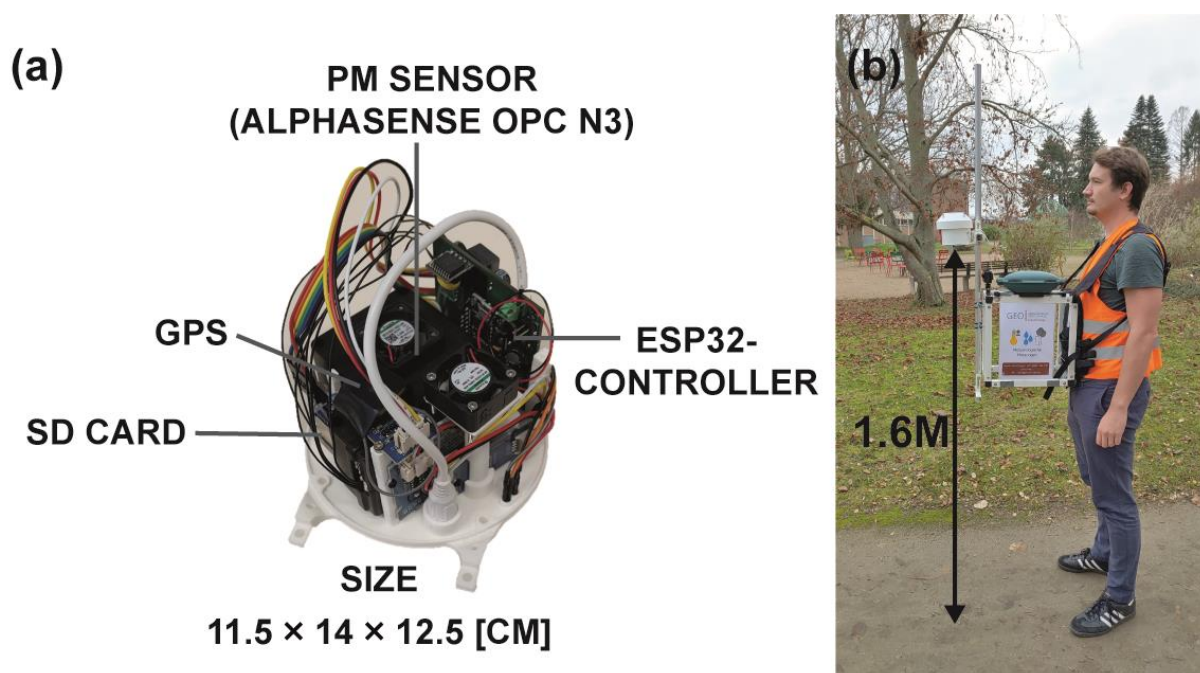 (a)
PM SENSOR
(ALPHASENSE OPC N3)
GPS
ESP32-
CONTROLLER
SD CARD
SIZE
11.5 × 14 × 12.5 [CM]
(b)
GEO
1.6M